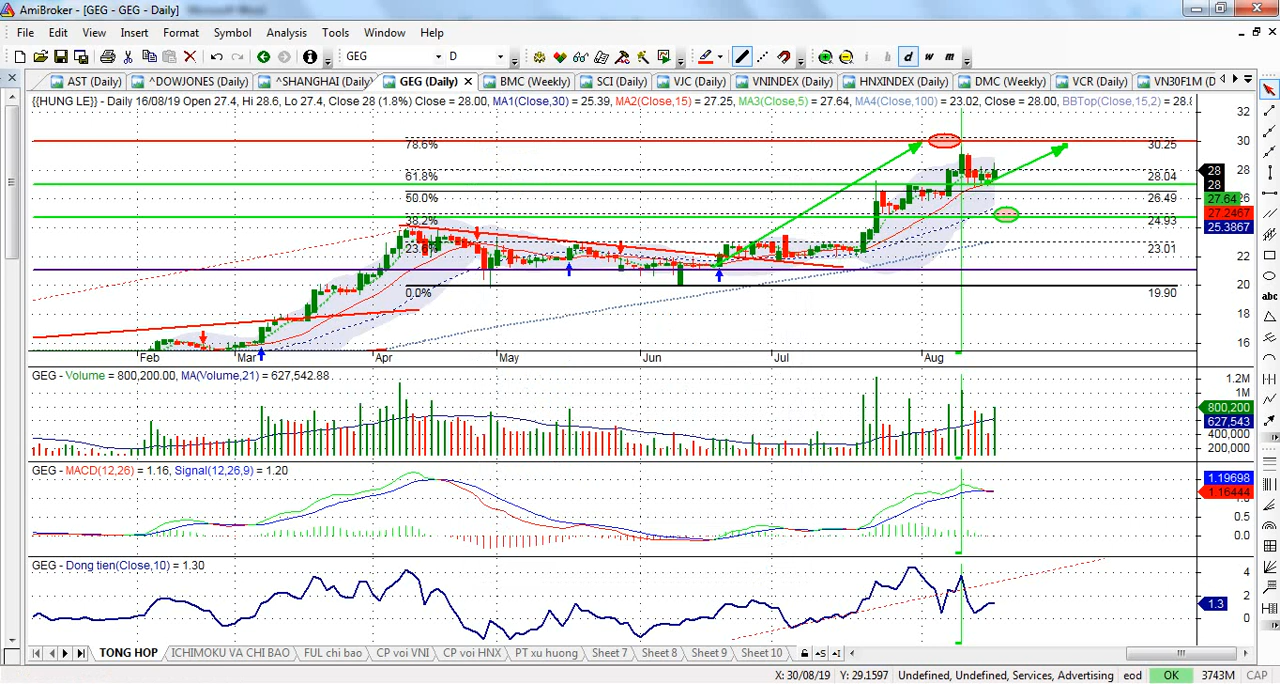 AmiBroker - [GEG - GEG - Daily]
File Edit View Insert Format Symbol Analysis Tools Window Help
GEG D i h d w m
AST (Daily) ^DOWJONES (Daily) ^SHANGHAI (Daily) GEG (Daily) BMC (Weekly) SCI (Daily) VJC (Daily) VNINDEX (Daily) HNXINDEX (Daily) DMC (Weekly) VCR (Daily) VN30F1M (D
{{HUNG LE}} - Daily 16/08/19 Open 27.4, Hi 28.6, Lo 27.4, Close 28 (1.8%) Close = 28.00, MA1(Close,30) = 25.39, MA2(Close,15) = 27.25, MA3(Close,5) = 27.64, MA4(Close,100) = 23.02, Close = 28.00, BBTop(Close,15,2) = 28.8
32
30
78.6% 30.25
28
28
61.8% 28.04
28
50.0% 26.49
27.64 26
27.2467
38.2% 24.93
25.3867
23.6% 23.01
22
20
0.0% 19.90
18
16
Feb Mar Apr May Jun Jul Aug
GEG - Volume = 800,200.00, MA(Volume,21) = 627,542.88
1.2M
1M
800,200
627,543
400,000
200,000
GEG - MACD(12,26) = 1.16, Signal(12,26,9) = 1.20
1.19698
1.16444
1.0
0.5
0.0
GEG - Dong tien(Close,10) = 1.30
4
2
1.3
0
TONG HOP ICHIMOKU VA CHI BAO FUL chi bao CP voi VNI CP voi HNX PT xu huong Sheet 7 Sheet 8 Sheet 9 Sheet 10
X: 30/08/19 Y: 29.1597 Undefined, Undefined, Services, Advertising eod OK 3743M CAP
abc